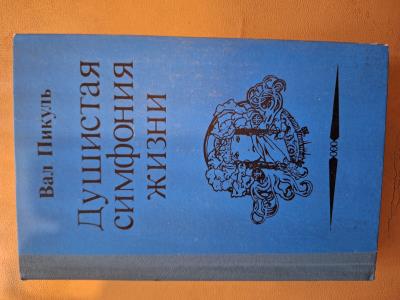 Вал Пикуль
Душистая
симфония
жизни